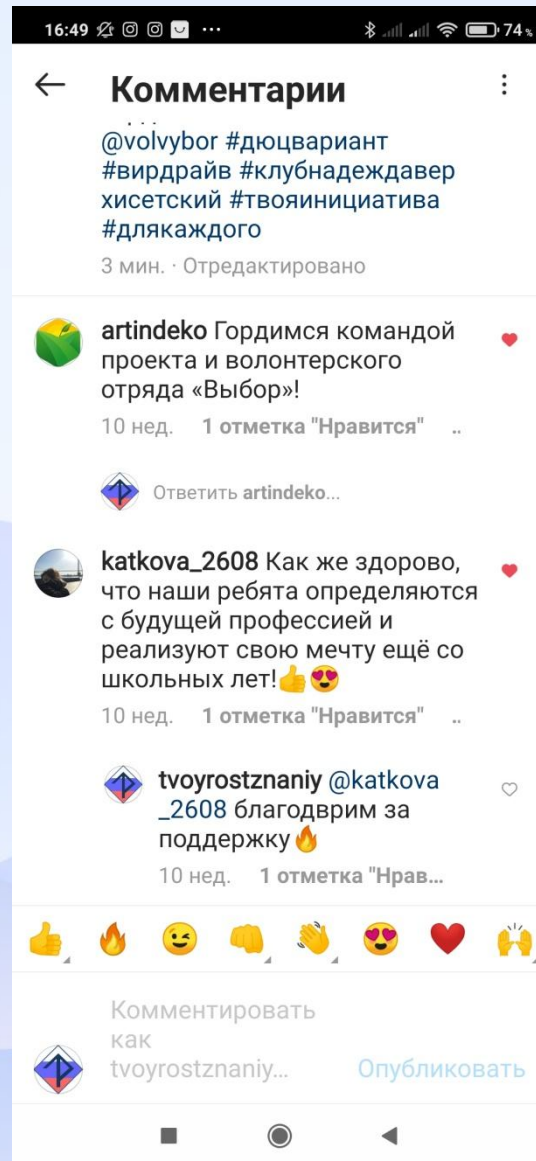 16:49 ... 74%
Комментарии
@volvybor #дюцвариант
#вирдрайв #клубнадеждавер
хисетский #твояинициатива
#длякаждого
3 мин. · Отредактировано
artindeko Гордимся командой
проекта и волонтерского
отряда «Выбор»!
10 нед. 1 отметка "Нравится" ..
Ответить artindeko...
katkova_2608 Как же здорово,
что наши ребята определяются
с будущей профессией и
реализуют свою мечту ещё со
школьных лет!👍😍
10 нед. 1 отметка "Нравится" ..
tvoyrostznaniy @katkova
_2608 благодврим за
поддержку🔥
10 нед. 1 отметка "Нрав...
Комментировать
как
tvoyrostznaniy...
Опубликовать